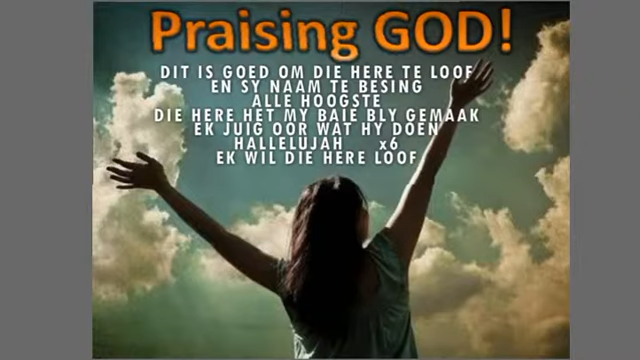 Praising GOD!
DIT IS GOED OM DIE HERE TE LOOF
EN SY NAAM TE BESING
ALLE HOOGSTE
DIE HERE HET MY BAIE BLY GEMAAK
EK JUIG OOR WAT HY DOEN
HALLELUJAH x6
EK WIL DIE HERE LOOF